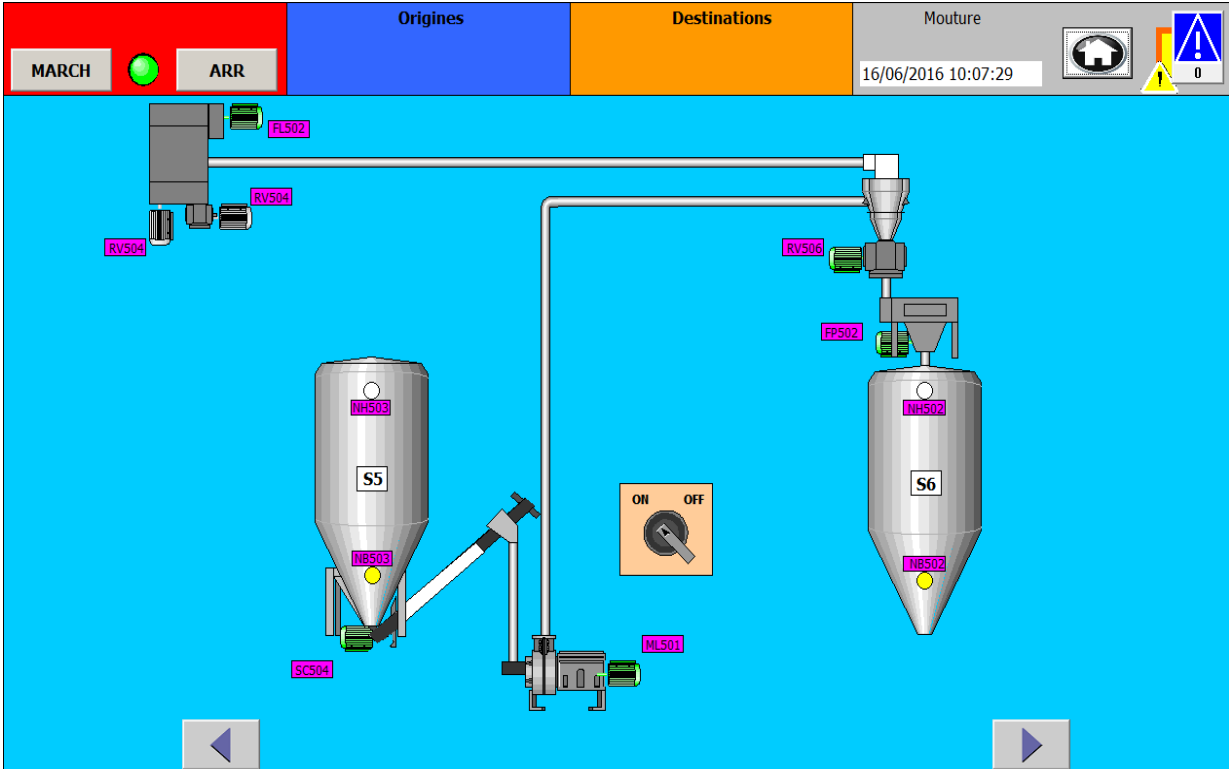 Origines
Destinations
Mouture
MARCH
ARR
16/06/2016 10:07:29
!
!
0
FL502
RV504
RV504
RV506
FP502
NH503
NH502
S5
S6
ON OFF
NB503
NB502
ML501
SC504